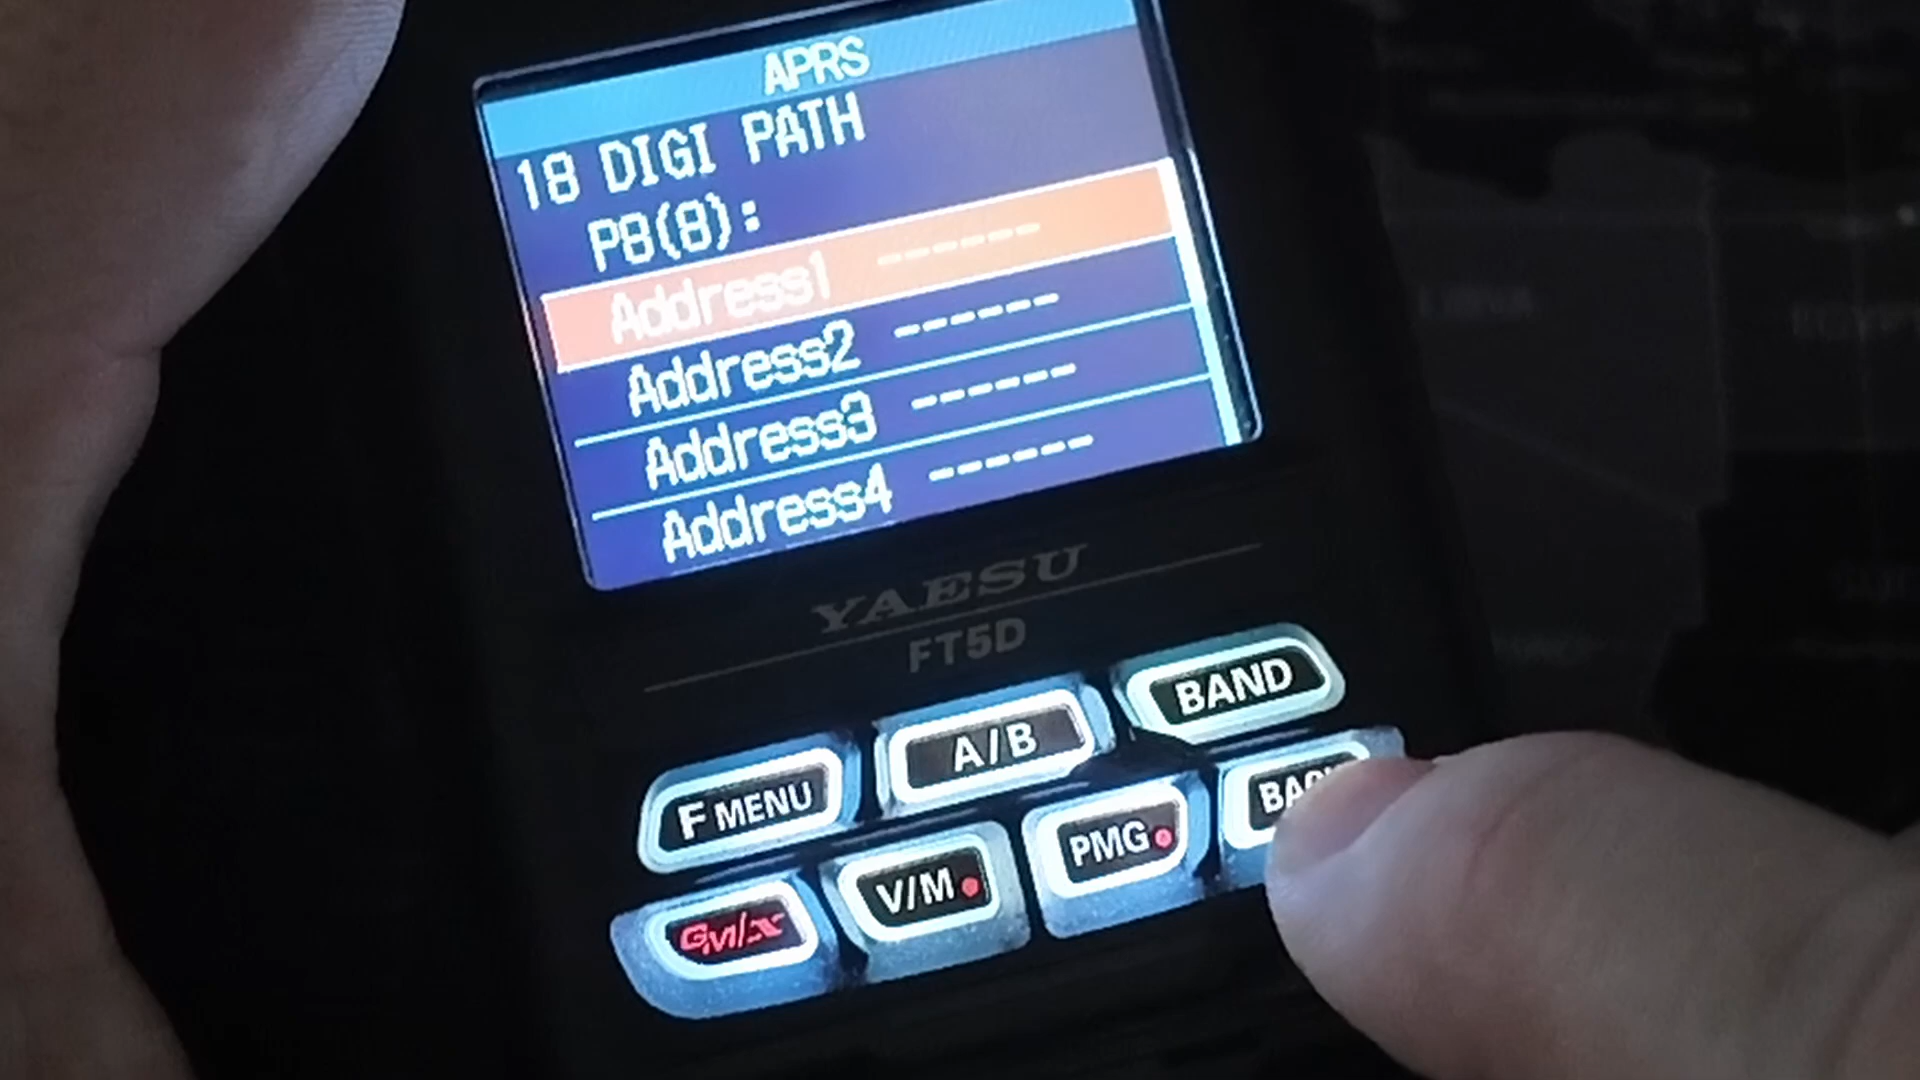 APRS
18 DIGI PATH
P8(8):
Address1 ------
Address2 ------
Address3 ------
Address4 ------
YAESU
FT5D
F MENU
A/B
BAND
GM/X
V/M
PMG